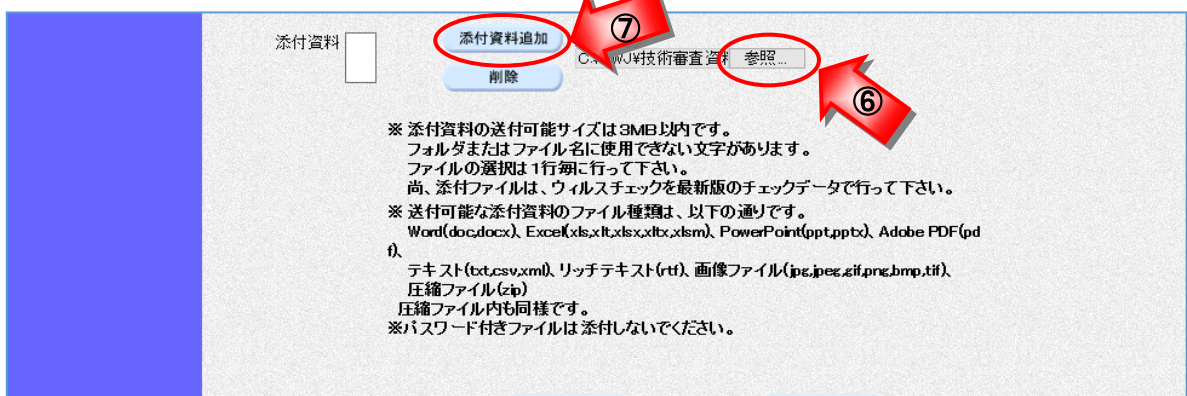 ⑦
添付資料
添付資料追加
技術審査資料
参照...
削除
⑥
※ 添付資料の送付可能サイズは3MB以内です。
フォルダまたはファイル名に使用できない文字があります。
ファイルの選択は1行毎に行って下さい。
尚、添付ファイルは、ウィルスチェックを最新版のチェックデータで行って下さい。
※ 送付可能な添付資料のファイル種類は、以下の通りです。
Word(doc,docx)、Excel(xls,xlt,xlsx,xltx,xlsm)、PowerPoint(ppt,pptx)、Adobe PDF(pd
f)、
テキスト(txt,csv,xml)、リッチテキスト(rtf)、画像ファイル(jpg,jpeg,gif,png,bmp,tif)、
圧縮ファイル(zip)
圧縮ファイル内も同様です。
※パスワード付きファイルは添付しないでください。